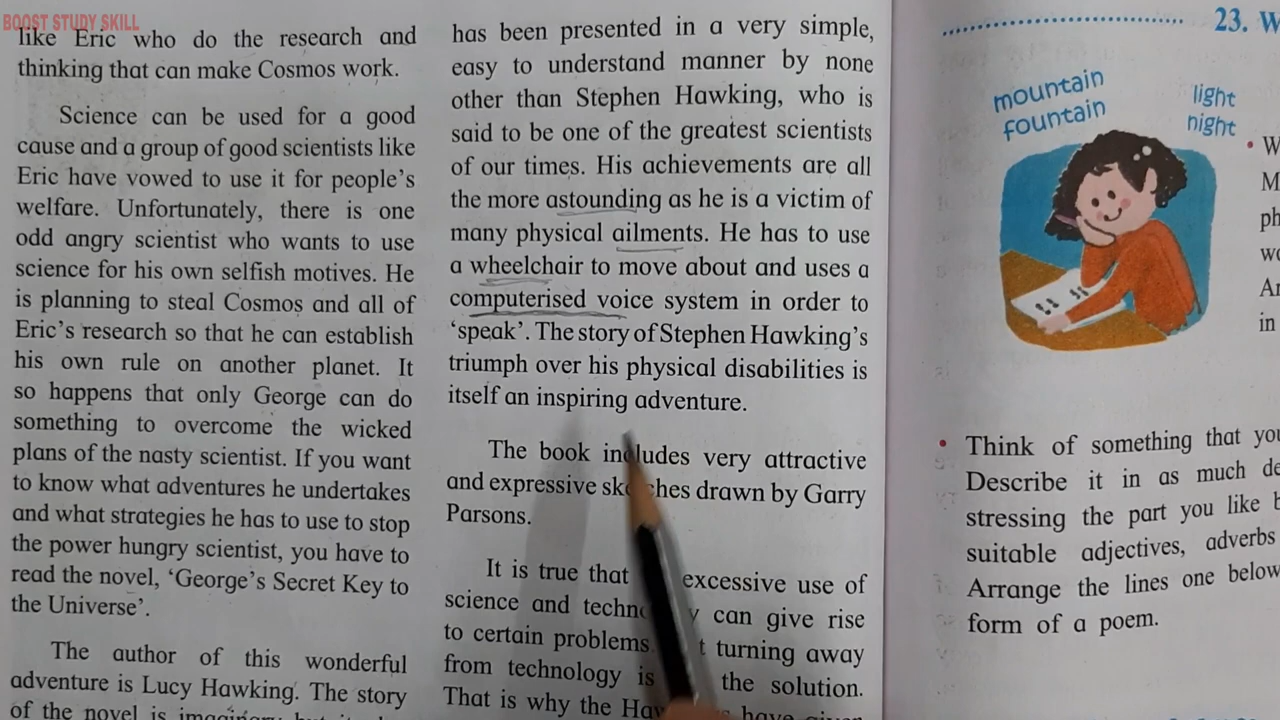 BOOST STUDY SKILL
like Eric who do the research and
thinking that can make Cosmos work.
Science can be used for a good
cause and a group of good scientists like
Eric have vowed to use it for people's
welfare. Unfortunately, there is one
odd angry scientist who wants to use
science for his own selfish motives. He
is planning to steal Cosmos and all of
Eric's research so that he can establish
his own rule on another planet. It
so happens that only George can do
something to overcome the wicked
plans of the nasty scientist. If you want
to know what adventures he undertakes
and what strategies he has to use to stop
the power hungry scientist, you have to
read the novel, 'George's Secret Key to
the Universe'.
The author of this wonderful
adventure is Lucy Hawking. The story
of the novel is
has been presented in a very simple,
easy to understand manner by none
other than Stephen Hawking, who is
said to be one of the greatest scientists
of our times. His achievements are all
the more astounding as he is a victim of
many physical ailments. He has to use
a wheelchair to move about and uses a
computerised voice system in order to
'speak'. The story of Stephen Hawking's
triumph over his physical disabilities is
itself an inspiring adventure.
The book includes very attractive
and expressive sketches drawn by Garry
Parsons.
It is true that excessive use of
science and can give rise
to certain problems. turning away
from technology is the solution.
That is why the have
23. W
mountain
fountain
light
night
• W
M
ph
wo
Ar
in
• Think of something that you
Describe it in as much de
stressing the part you like b
suitable adjectives, adverbs
Arrange the lines one below
form of a poem.